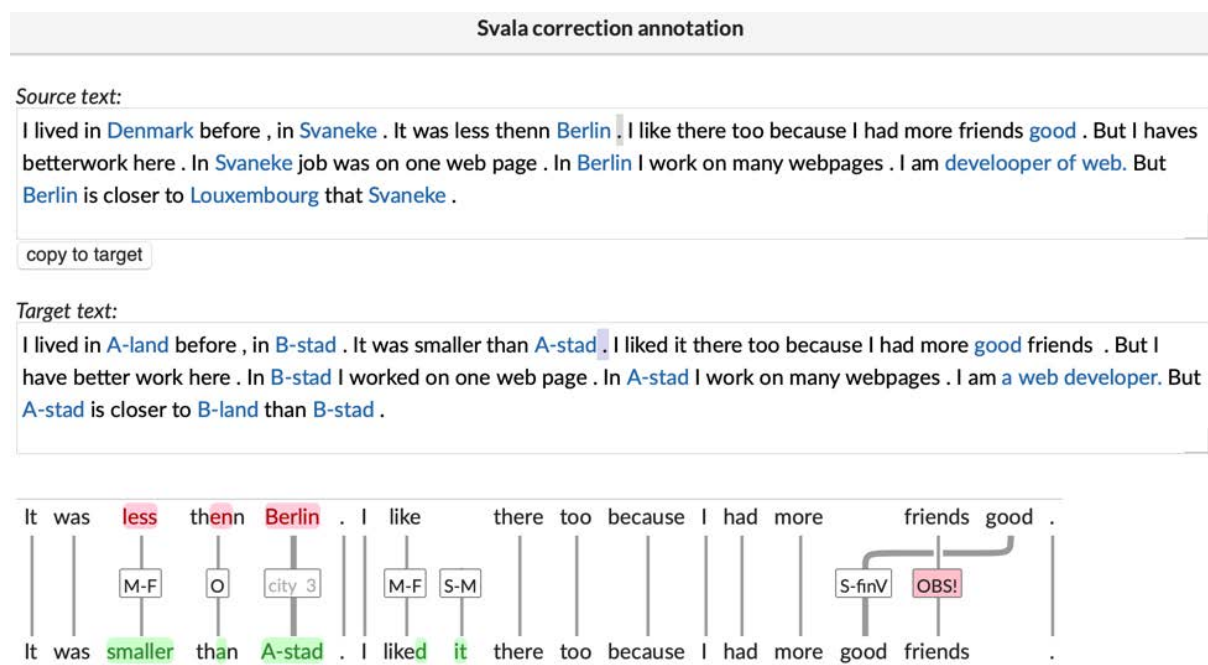 Svala correction annotation
Source text:
I lived in Denmark before , in Svaneke . It was less thenn Berlin . I like there too because I had more friends good . But I haves
betterwork here . In Svaneke job was on one web page . In Berlin I work on many webpages . I am develooper of web. But
Berlin is closer to Louxembourg that Svaneke .
copy to target
Target text:
I lived in A-land before , in B-stad . It was smaller than A-stad . I liked it there too because I had more good friends . But I
have better work here . In B-stad I worked on one web page . In A-stad I work on many webpages . I am a web developer. But
A-stad is closer to B-land than B-stad .
It was less thenn Berlin . I like there too because I had more friends good .
M-F O city 3 M-F S-M S-finV OBS!
It was smaller than A-stad . I liked it there too because I had more good friends .